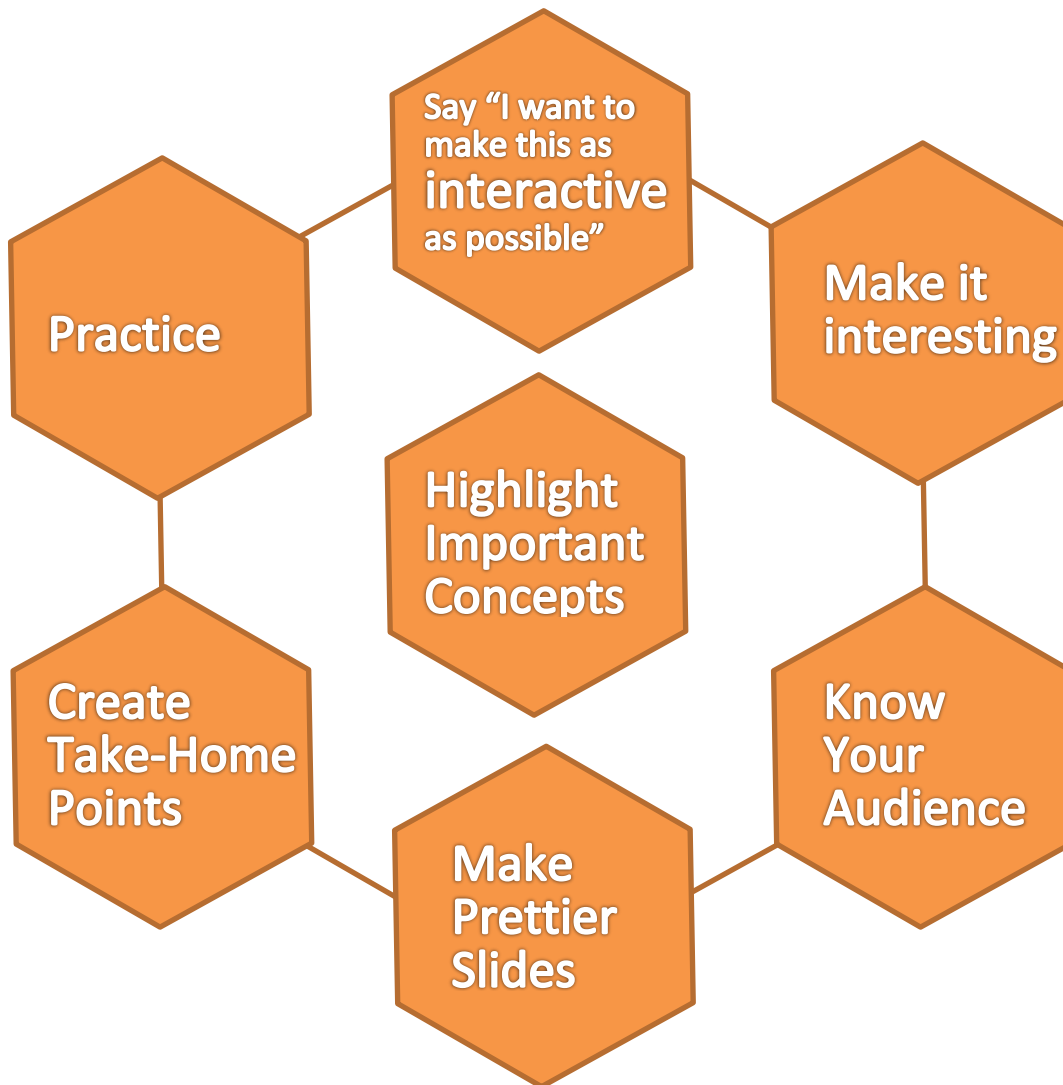 Say “I want to
make this as
interactive
as possible”
Make it
interesting
Practice
Highlight
Important
Concepts
Create
Take-Home
Points
Know
Your
Audience
Make
Prettier
Slides